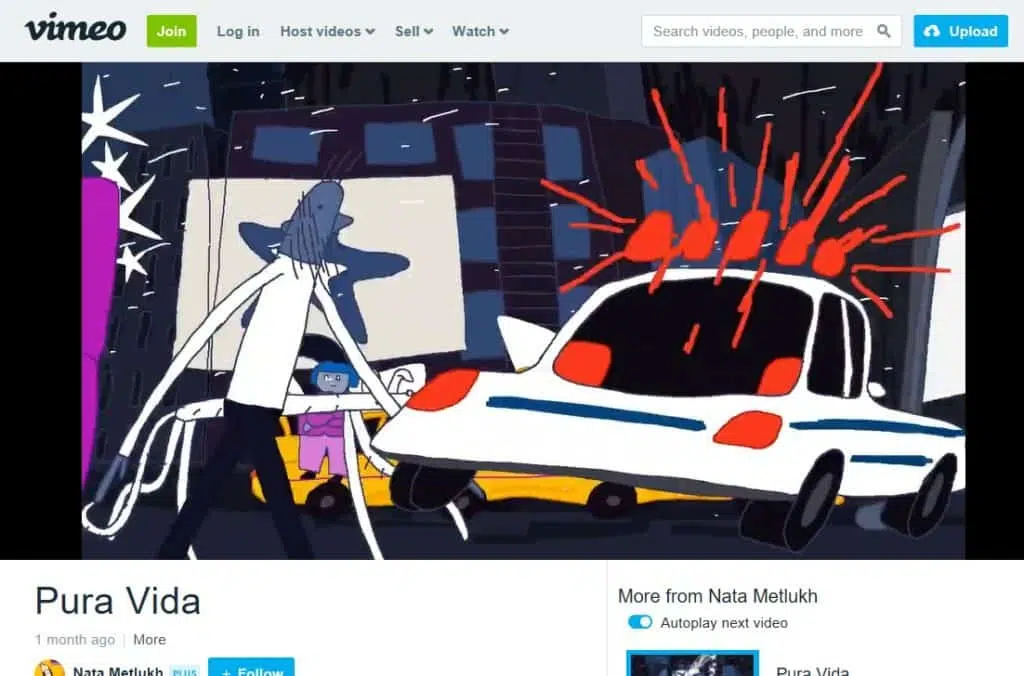 vimeo Join Log in Host videos Sell Watch Search videos, people, and more Upload
Pura Vida
1 month ago | More
Nata Metlukh PLUS + Follow
More from Nata Metlukh
Autoplay next video
Pura Vida